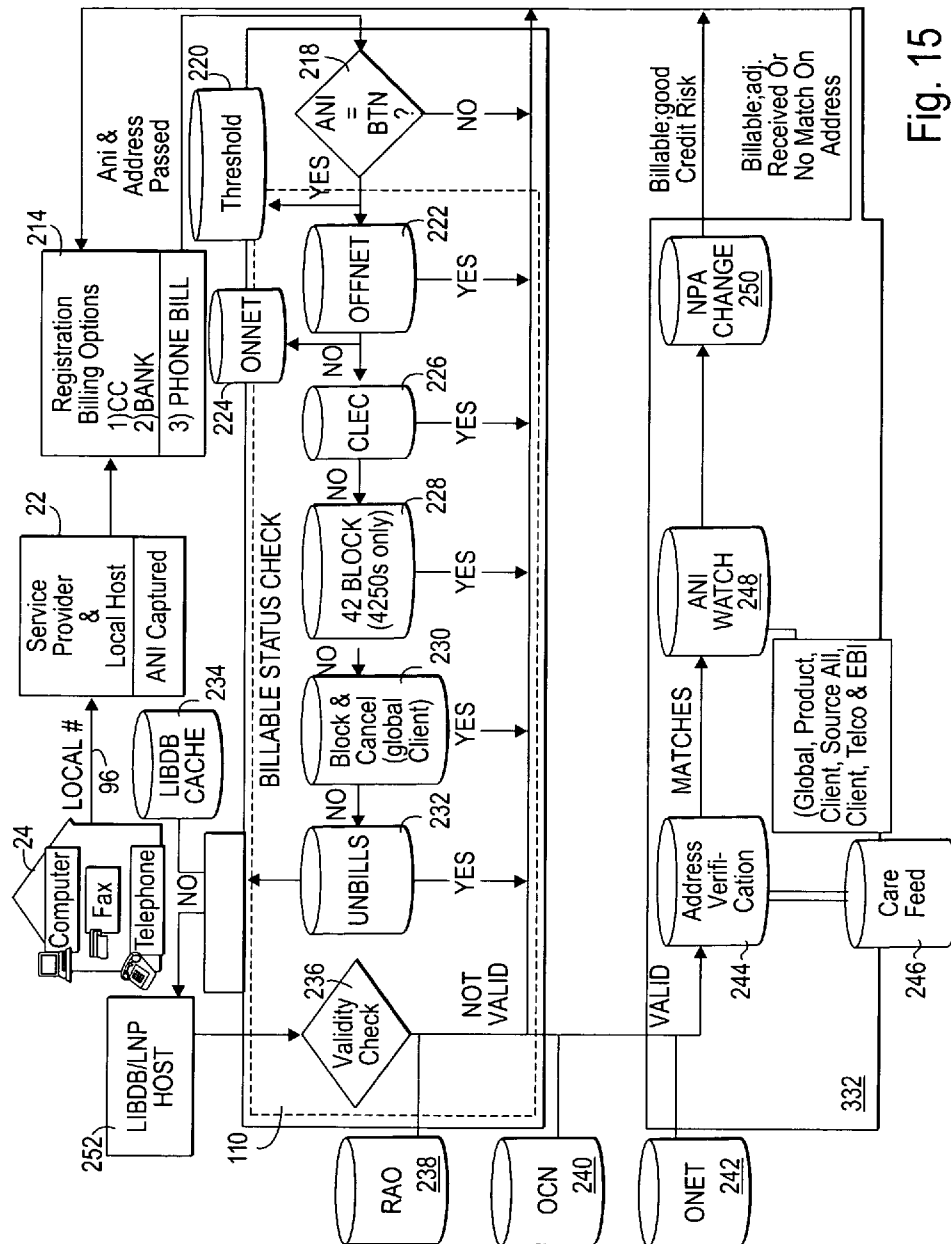 Computer
Fax
Telephone
24
LOCAL #
96
22
Service
Provider
&
Local Host
ANI Captured
214
Registration
Billing Options
1)CC
2)BANK
3) PHONE BILL
Ani &
Address
Passed
252
LIBDB/LNP
HOST
NO
LIBDB
CACHE
234
224
ONNET
Threshold
220
110
BILLABLE STATUS CHECK
236
Validity
Check
NOT
VALID
UNBILLS
232
YES
NO
Block &
Cancel
(global
Client)
230
YES
NO
42 BLOCK
(4250s only)
228
YES
NO
CLEC
226
YES
NO
OFFNET
222
YES
YES
ANI
=
BTN
?
218
NO
RAO
238
OCN
240
ONET
242
VALID
332
Address
Verifi-
Cation
244
Care
Feed
246
MATCHES
ANI
WATCH
248
(Global, Product,
Client, Source All,
Client, Telco & EBI
NPA
CHANGE
250
Billable;good
Credit Risk
Billable;adj.
Received Or
No Match On
Address
Fig. 15